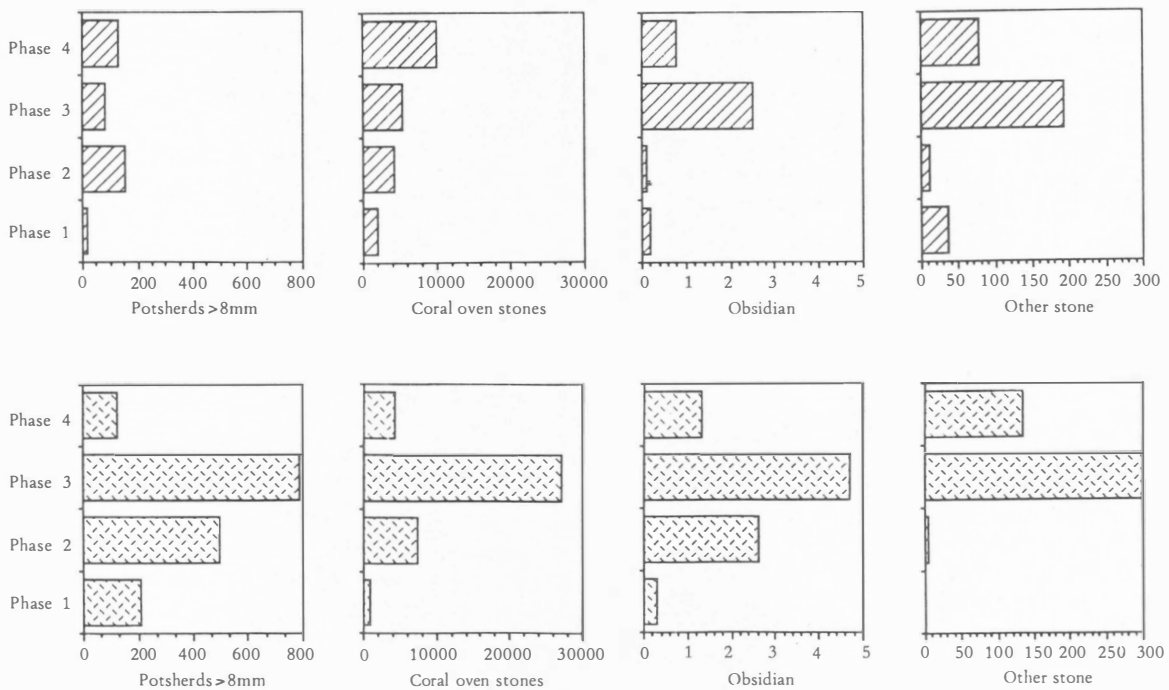 Phase 4
Phase 3
Phase 2
Phase 1
0 200 400 600 800
Potsherds >8mm
0 10000 20000 30000
Coral oven stones
0 1 2 3 4 5
Obsidian
0 50 100 150 200 250 300
Other stone
Phase 4
Phase 3
Phase 2
Phase 1
0 200 400 600 800
Potsherds >8mm
0 10000 20000 30000
Coral oven stones
0 1 2 3 4 5
Obsidian
0 50 100 150 200 250 300
Other stone